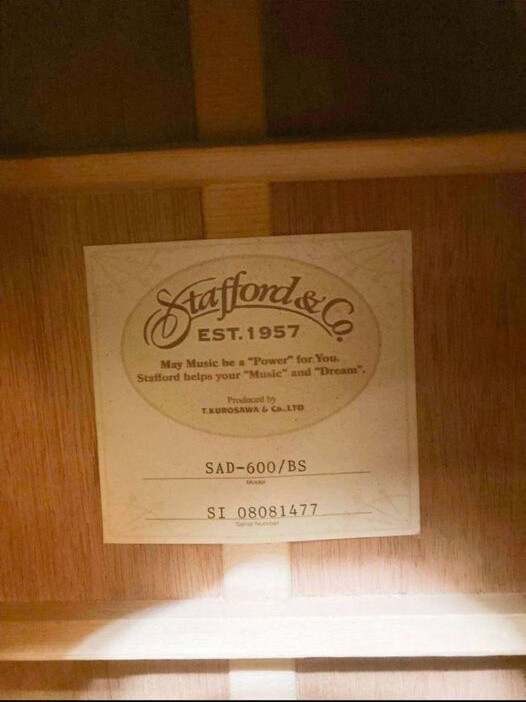 Stafford & Co.
EST. 1957
May Music be a "Power" for You.
Stafford helps your "Music" and "Dream".
Produced by
T.KUROSAWA & Co.,LTD
SAD-600/BS
Model
SI 08081477
Serial Number